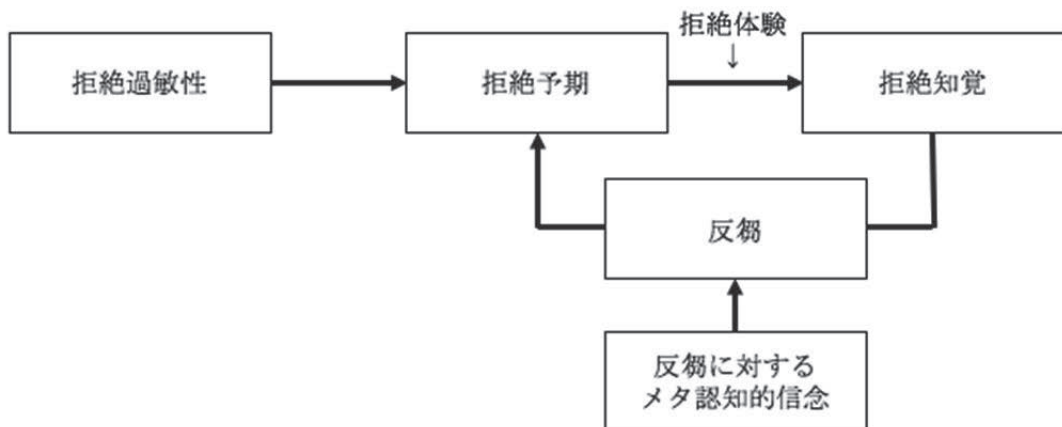 拒絶体験
↓
拒絶過敏性
拒絶予期
拒絶知覚
反芻
反芻に対する
メタ認知的信念